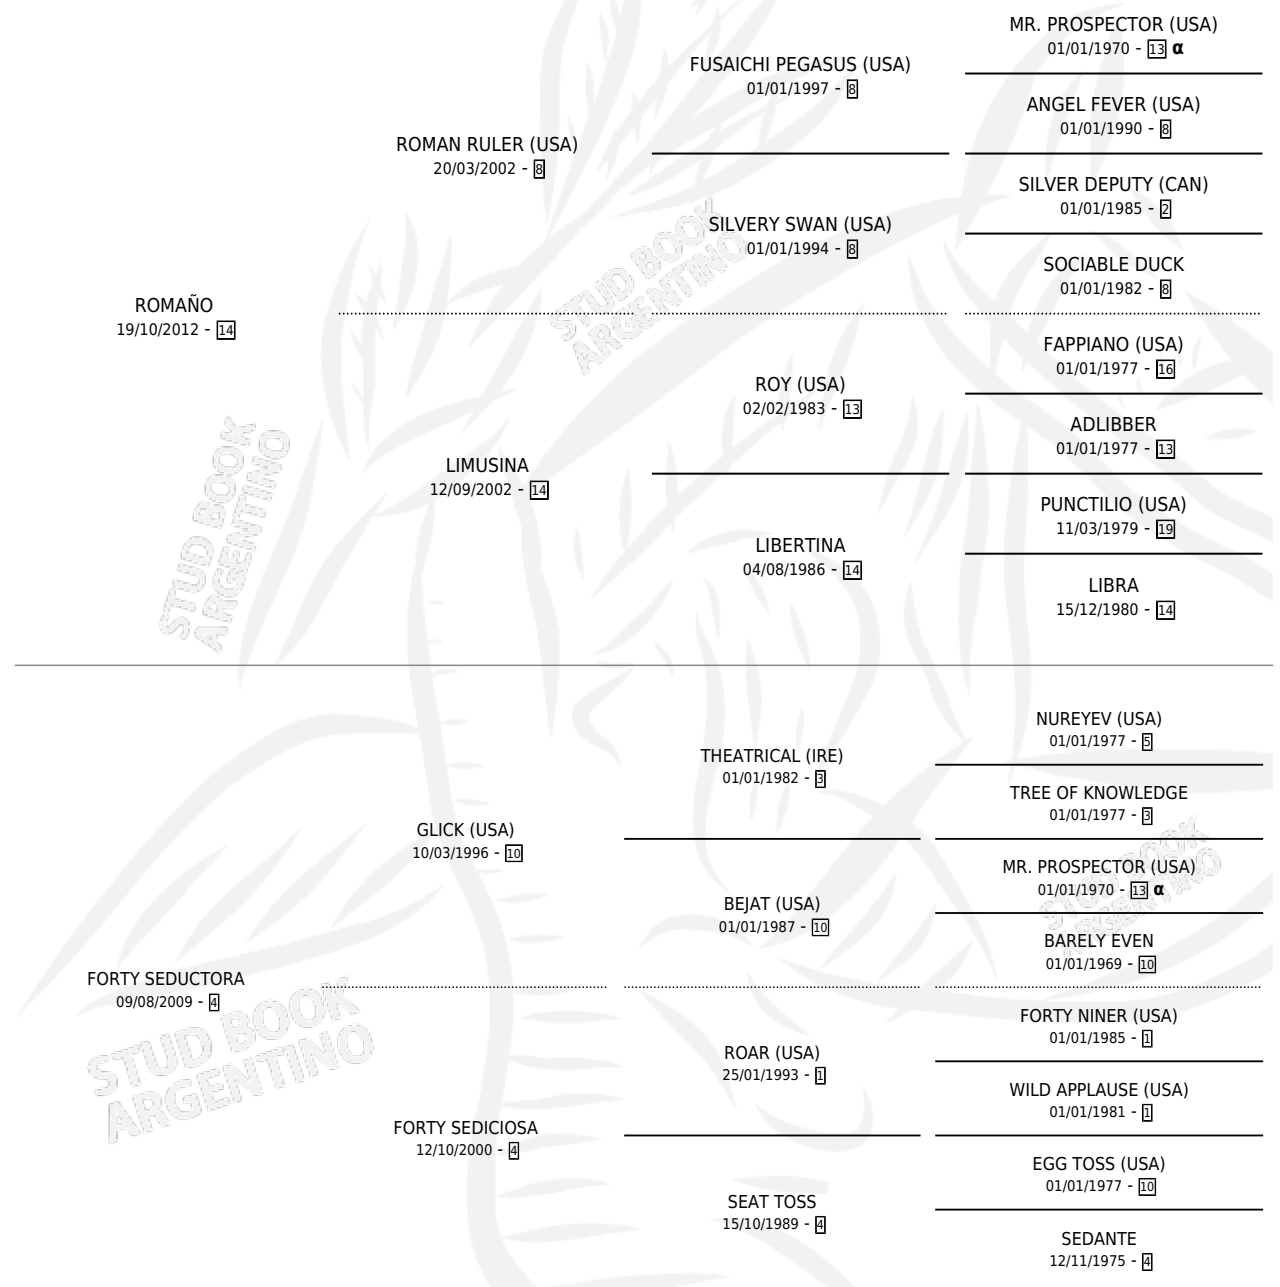 MR. PROSPECTOR (USA)
01/01/1970 - 13 α
FUSAICHI PEGASUS (USA)
01/01/1997 - 8
ANGEL FEVER (USA)
01/01/1990 - 8
ROMAN RULER (USA)
20/03/2002 - 8
SILVER DEPUTY (CAN)
01/01/1985 - 2
SILVERY SWAN (USA)
01/01/1994 - 8
SOCIABLE DUCK
01/01/1982 - 8
ROMAÑO
19/10/2012 - 14
FAPPIANO (USA)
01/01/1977 - 16
ROY (USA)
02/02/1983 - 13
ADLIBBER
01/01/1977 - 13
LIMUSINA
12/09/2002 - 14
PUNCTILIO (USA)
11/03/1979 - 19
LIBERTINA
04/08/1986 - 14
LIBRA
15/12/1980 - 14
STUD BOOK
ARGENTINO
STUD BOOK
ARGENTINO
NUREYEV (USA)
01/01/1977 - 5
THEATRICAL (IRE)
01/01/1982 - 3
TREE OF KNOWLEDGE
01/01/1977 - 3
GLICK (USA)
10/03/1996 - 10
MR. PROSPECTOR (USA)
01/01/1970 - 13 α
BEJAT (USA)
01/01/1987 - 10
BARELY EVEN
01/01/1969 - 10
FORTY SEDUCTORA
09/08/2009 - 4
FORTY NINER (USA)
01/01/1985 - 1
ROAR (USA)
25/01/1993 - 1
WILD APPLAUSE (USA)
01/01/1981 - 1
FORTY SEDICIOSA
12/10/2000 - 4
EGG TOSS (USA)
01/01/1977 - 10
SEAT TOSS
15/10/1989 - 4
SEDANTE
12/11/1975 - 4
STUD BOOK
ARGENTINO
STUD BOOK
ARGENTINO